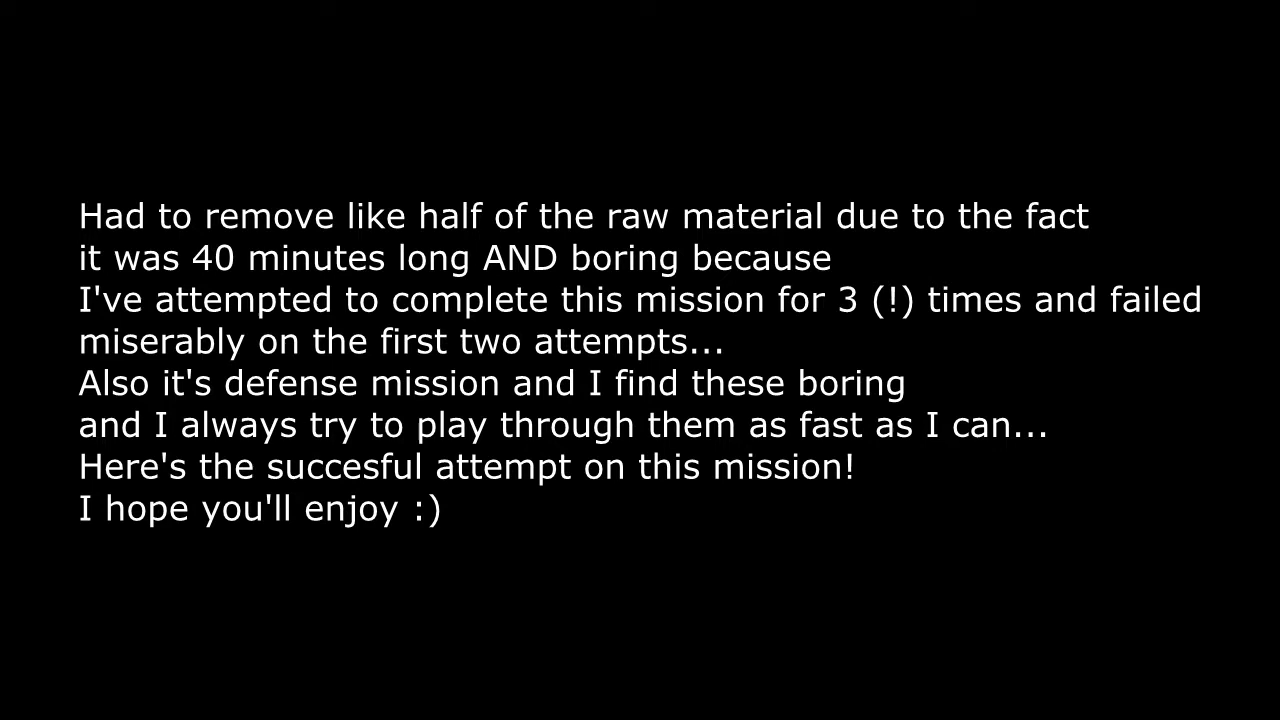 Had to remove like half of the raw material due to the fact
it was 40 minutes long AND boring because
I've attempted to complete this mission for 3 (!) times and failed
miserably on the first two attempts...
Also it's defense mission and I find these boring
and I always try to play through them as fast as I can...
Here's the succesful attempt on this mission!
I hope you'll enjoy :)